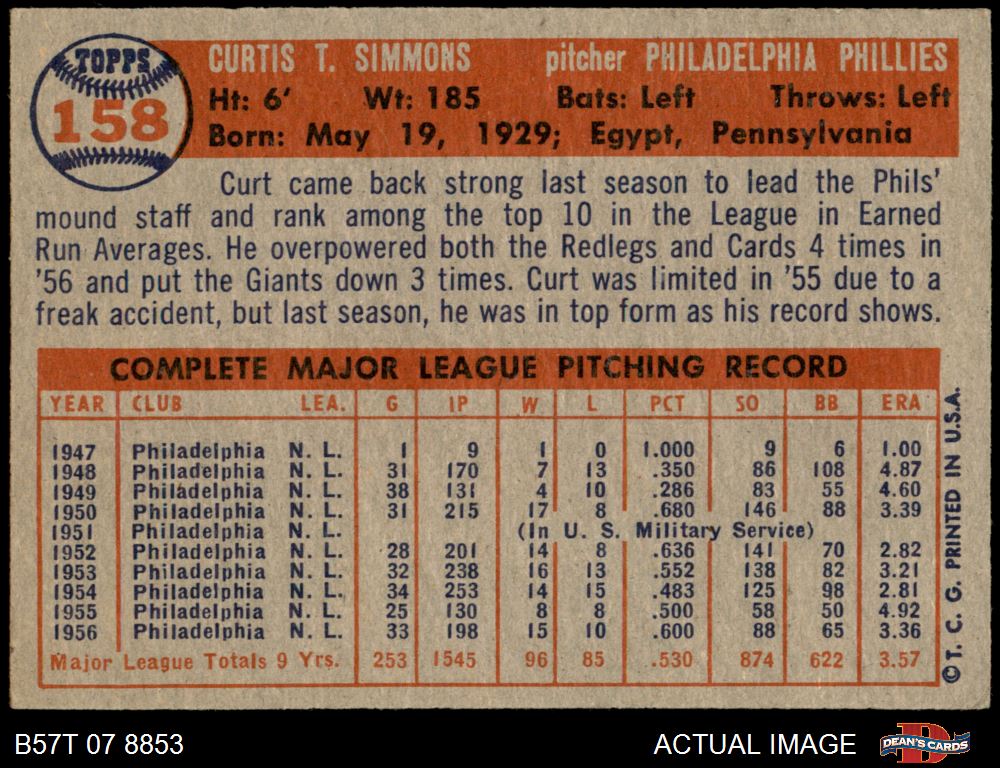 TOPPS
158
CURTIS T. SIMMONS pitcher PHILADELPHIA PHILLIES
Ht: 6' Wt: 185 Bats: Left Throws: Left
Born: May 19, 1929; Egypt, Pennsylvania
Curt came back strong last season to lead the Phils'
mound staff and rank among the top 10 in the League in Earned
Run Averages. He overpowered both the Redlegs and Cards 4 times in
'56 and put the Giants down 3 times. Curt was limited in '55 due to a
freak accident, but last season, he was in top form as his record shows.
COMPLETE MAJOR LEAGUE PITCHING RECORD
YEAR CLUB LEA. G IP W L PCT SO BB ERA
1947 Philadelphia N. L. 1 9 1 0 1.000 9 6 1.00
1948 Philadelphia N. L. 31 170 7 13 .350 86 108 4.87
1949 Philadelphia N. L. 38 131 4 10 .286 83 55 4.60
1950 Philadelphia N. L. 31 215 17 8 .680 146 88 3.39
1951 Philadelphia N. L. (In U. S. Military Service)
1952 Philadelphia N. L. 28 201 14 8 .636 141 70 2.82
1953 Philadelphia N. L. 32 238 16 13 .552 138 82 3.21
1954 Philadelphia N. L. 34 253 14 15 .483 125 98 2.81
1955 Philadelphia N. L. 25 130 8 8 .500 58 50 4.92
1956 Philadelphia N. L. 33 198 15 10 .600 88 65 3.36
Major League Totals 9 Yrs. 253 1545 96 85 .530 874 622 3.57
©T. C. G. PRINTED IN U.S.A.
B57T 07 8853 ACTUAL IMAGE
DEAN'S CARDS